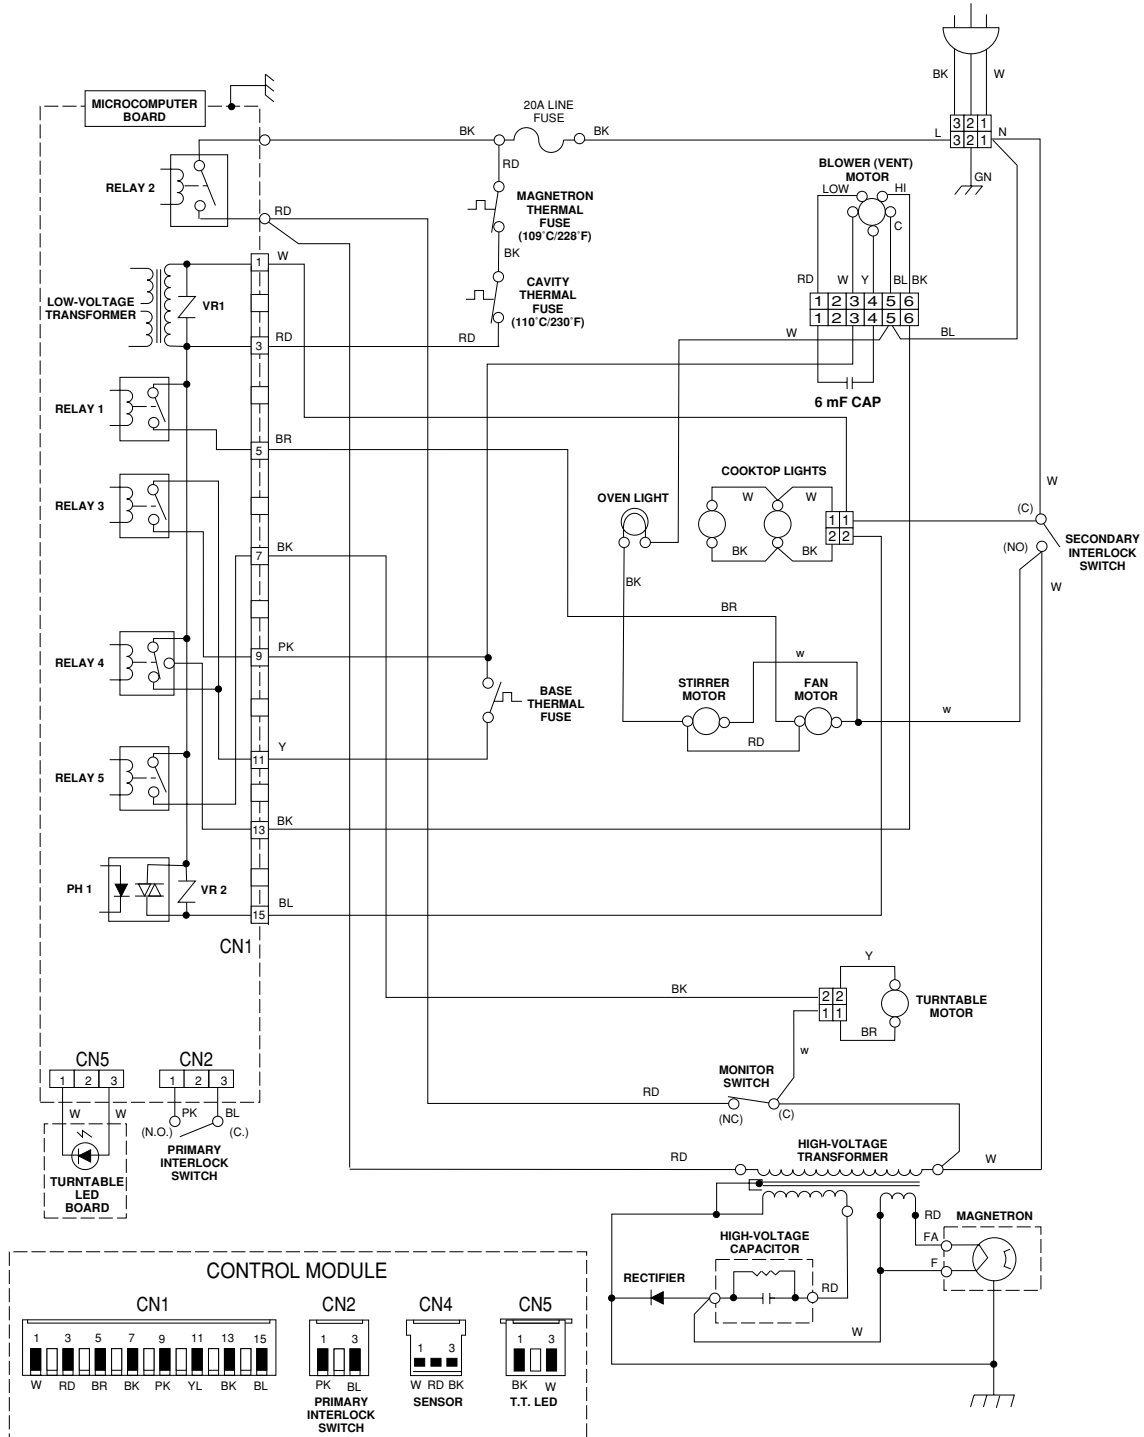 BK
W
MICROCOMPUTER
BOARD
20A LINE
FUSE
BK
BK
L
3 2 1
3 2 1
N
GN
RELAY 2
RD
MAGNETRON
THERMAL
FUSE
(109˚C/228˚F)
BK
CAVITY
THERMAL
FUSE
(110˚C/230˚F)
RD
BLOWER (VENT)
MOTOR
LOW
HI
C
RD
W
Y
BL
BK
1 2 3 4 5 6
1 2 3 4 5 6
W
BL
6 mF CAP
RD
1
W
LOW-VOLTAGE
TRANSFORMER
VR1
3
RD
RELAY 1
5
BR
RELAY 3
7
BK
COOKTOP LIGHTS
OVEN LIGHT
W
W
BK
BK
1 1
2 2
BK
W
(C)
(NO)
SECONDARY
INTERLOCK
SWITCH
W
BR
RELAY 4
9
PK
BASE
THERMAL
FUSE
STIRRER
MOTOR
w
FAN
MOTOR
RD
w
RELAY 5
11
Y
13
BK
PH 1
VR 2
15
BL
CN1
BK
Y
2 2
1 1
BR
TURNTABLE
MOTOR
w
MONITOR
SWITCH
RD
(NC)
(C)
CN5
1 2 3
W
W
TURNTABLE
LED
BOARD
CN2
1 2 3
PK
BL
(N.O.)
(C.)
PRIMARY
INTERLOCK
SWITCH
RD
HIGH-VOLTAGE
TRANSFORMER
W
HIGH-VOLTAGE
CAPACITOR
RECTIFIER
RD
W
RD
MAGNETRON
FA
F
CONTROL MODULE
CN1
1 3 5 7 9 11 13 15
W RD BR BK PK YL BK BL
CN2
1 3
PK BL
PRIMARY
INTERLOCK
SWITCH
CN4
1 3
W RD BK
SENSOR
CN5
1 3
BK W
T.T. LED